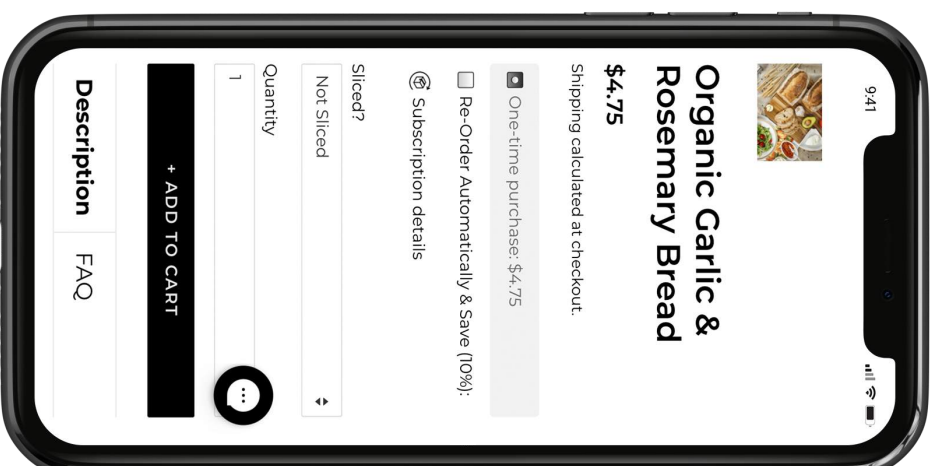 9:41
Organic Garlic &
Rosemary Bread
$4.75
Shipping calculated at checkout.
One-time purchase: $4.75
Re-Order Automatically & Save (10%):
Subscription details
Sliced?
Not Sliced
Quantity
1
+ ADD TO CART
Description FAQ